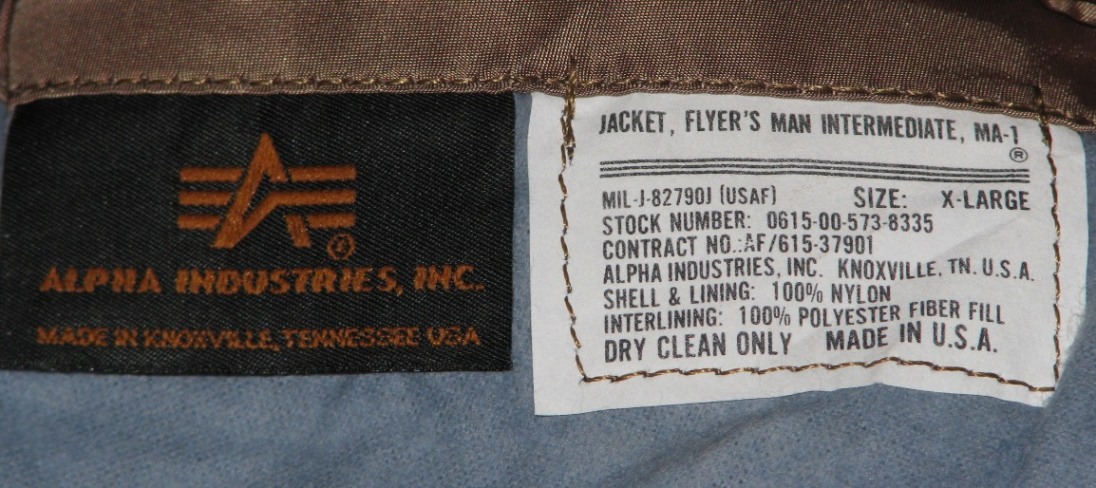 ALPHA INDUSTRIES, INC.
MADE IN KNOXVILLE, TENNESSEE USA
JACKET, FLYER'S MAN INTERMEDIATE, MA-1
®
MIL-J-8279OJ (USAF) SIZE: X-LARGE
STOCK NUMBER: 0615-00-573-8335
CONTRACT NO.:AF/615-37901
ALPHA INDUSTRIES, INC. KNOXVILLE, TN. U.S.A.
SHELL & LINING: 100% NYLON
INTERLINING: 100% POLYESTER FIBER FILL
DRY CLEAN ONLY MADE IN U.S.A.